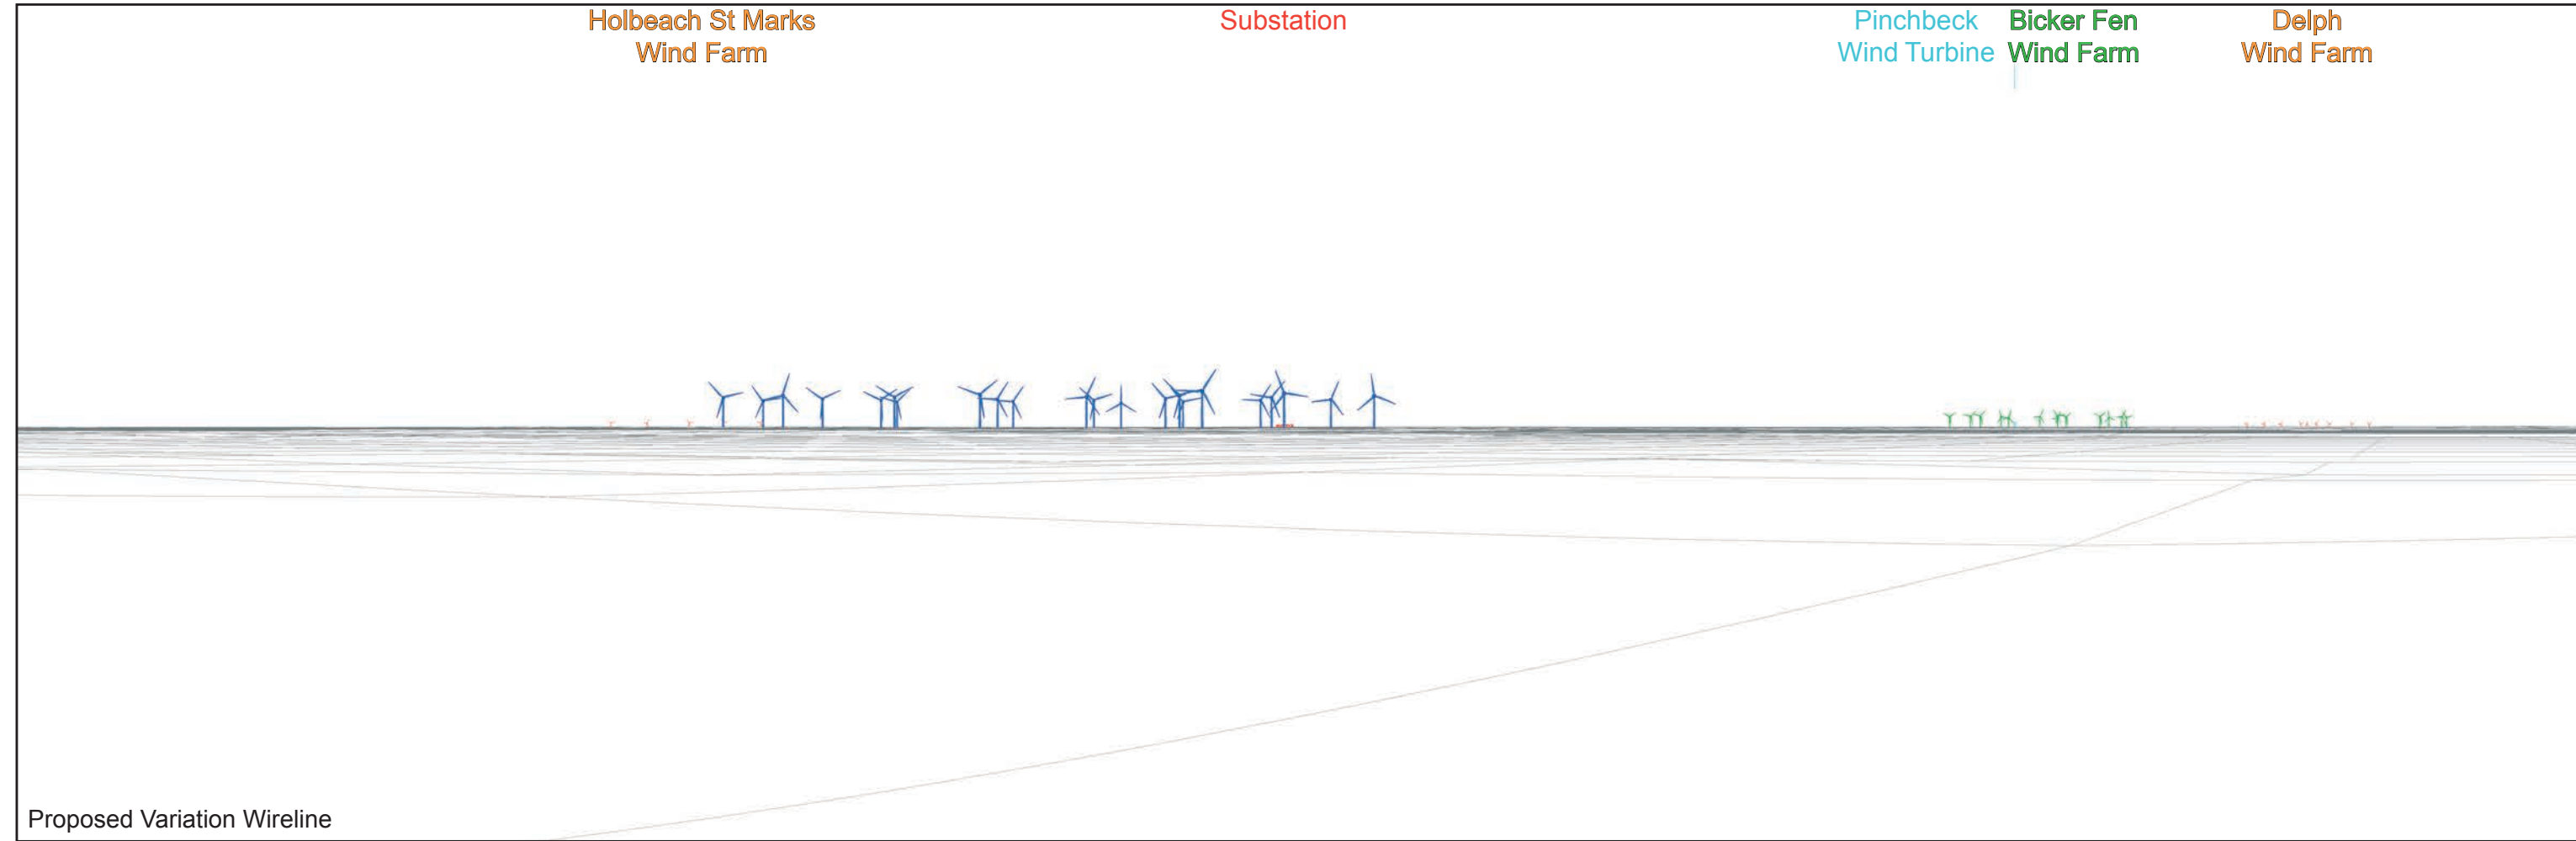 Holbeach St Marks
Wind Farm
Substation
Pinchbeck
Wind Turbine
Bicker Fen
Wind Farm
Delph
Wind Farm
Proposed Variation Wireline